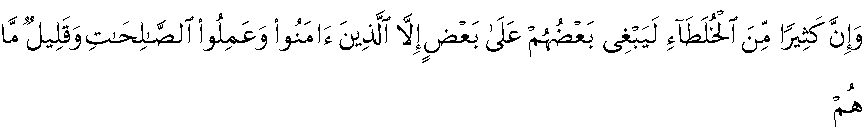 وَإِنَّ كَثِيرًا مِّنَ ٱلْخُلَطَآءِ لَيَبْغِى بَعْضُهُمْ عَلَىٰ بَعْضٍ إِلَّا ٱلَّذِينَ ءَامَنُوا۟ وَعَمِلُوا۟ ٱلصَّـٰلِحَـٰتِ وَقَلِيلٌ مَّا
هُمْ